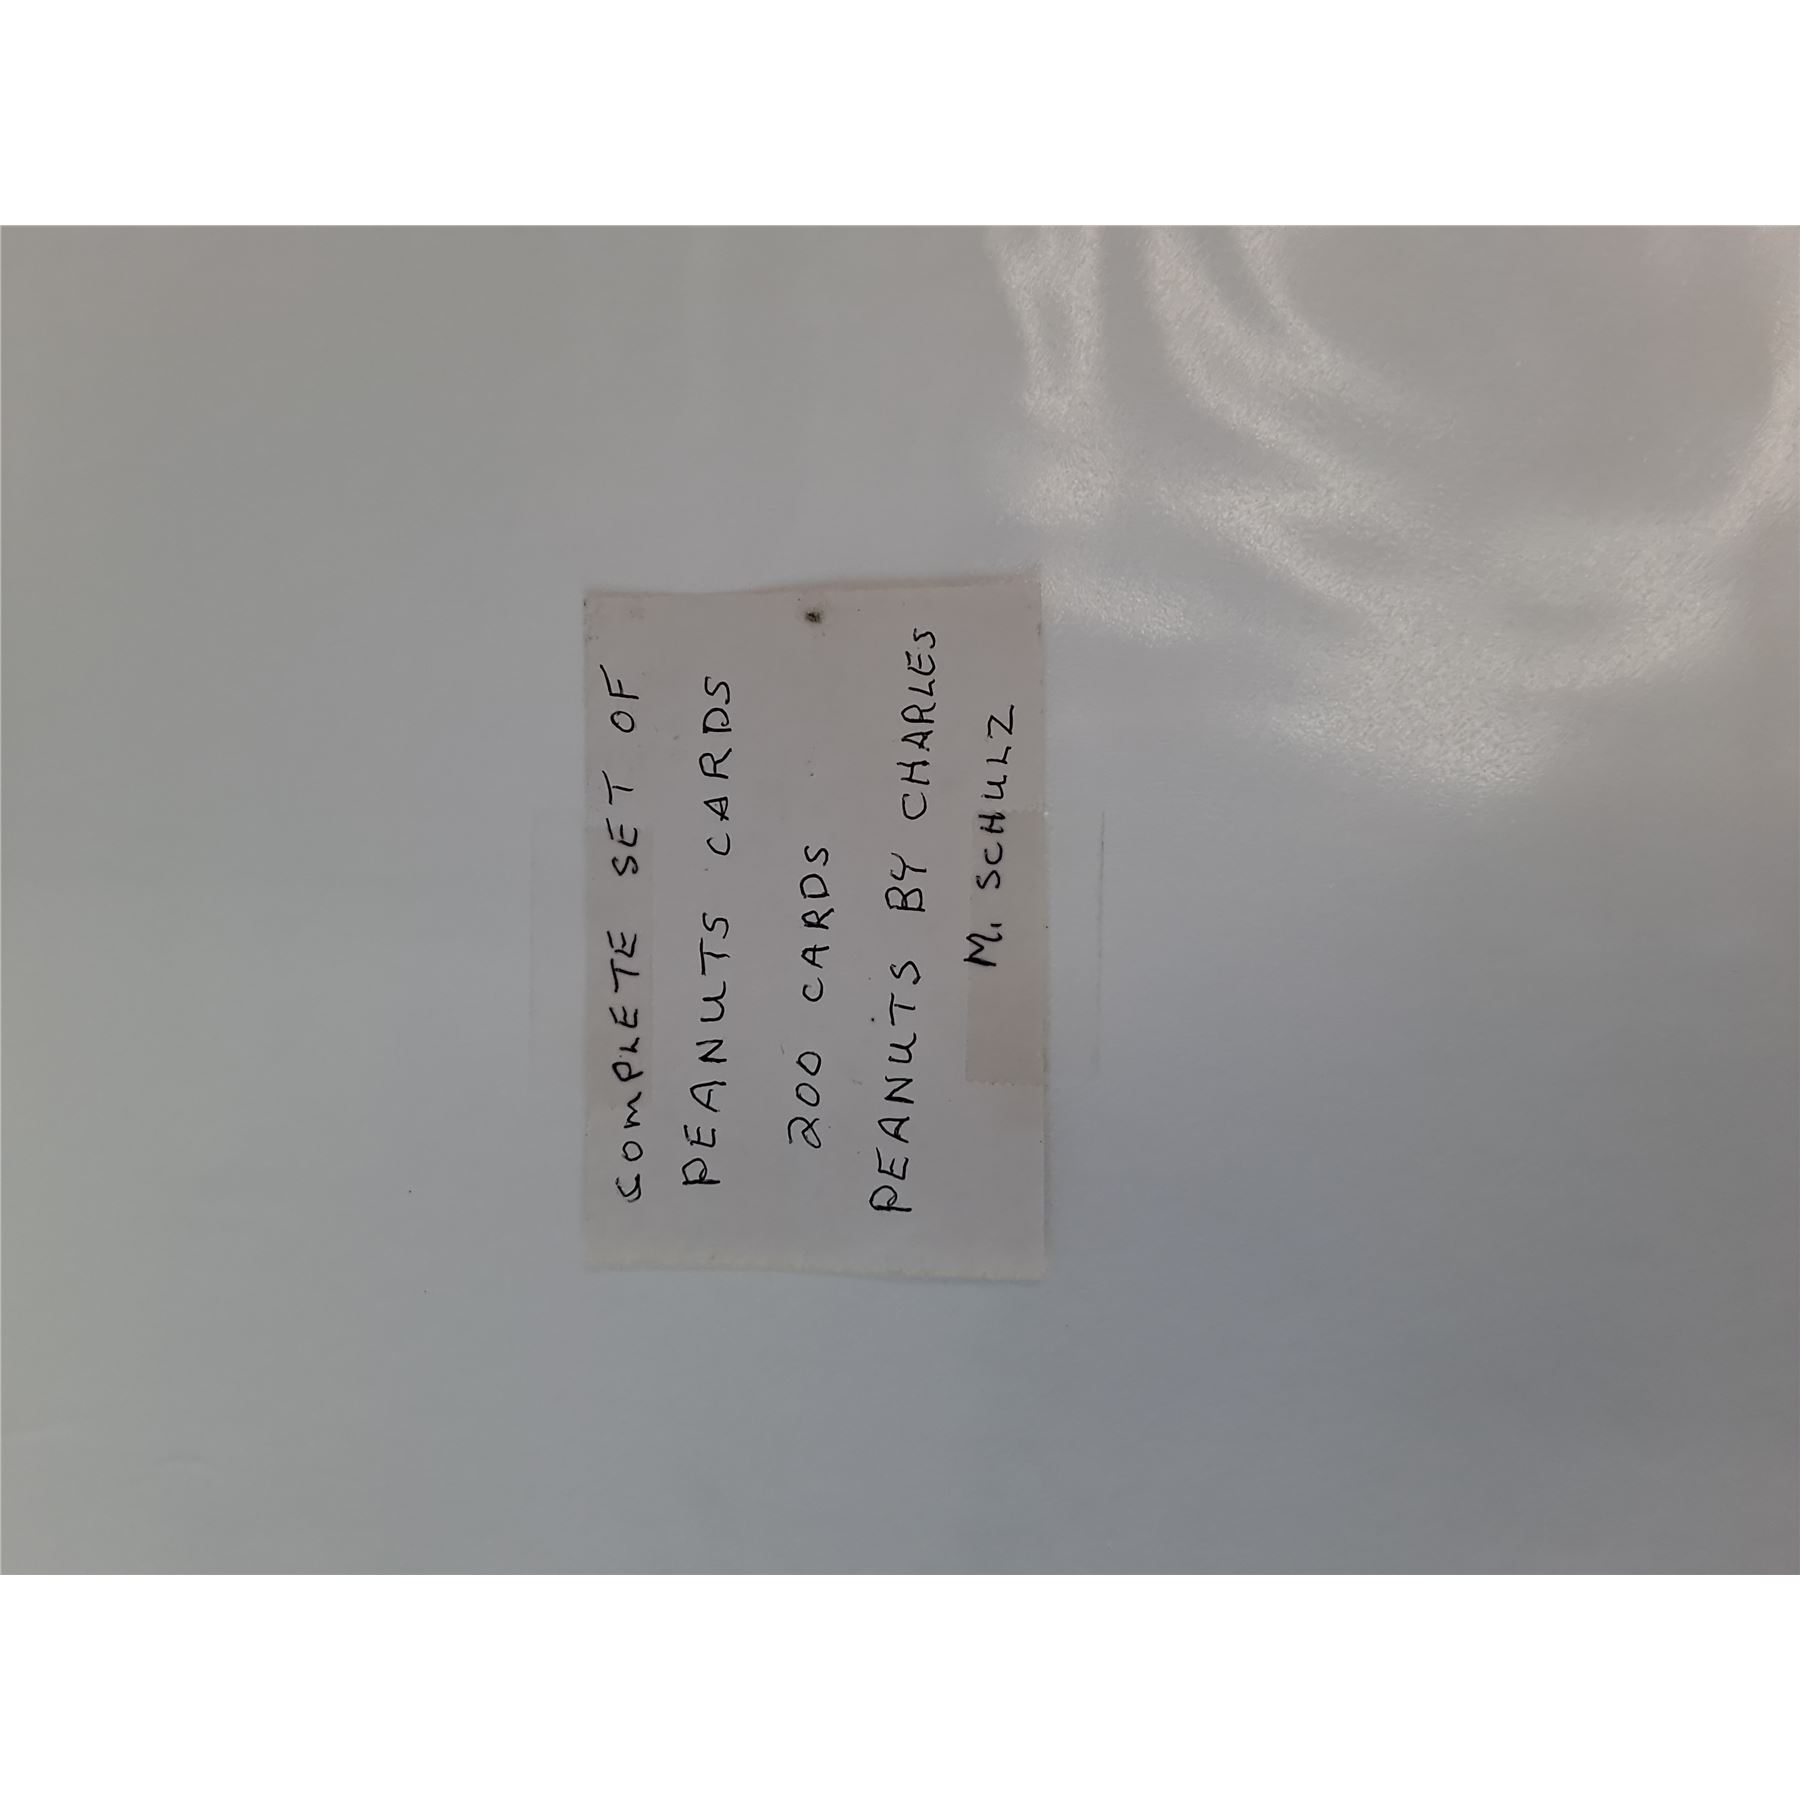 COMPLETE SET OF
PEANUTS CARDS
200 CARDS
PEANUTS BY CHARLES
M. SCHULZ